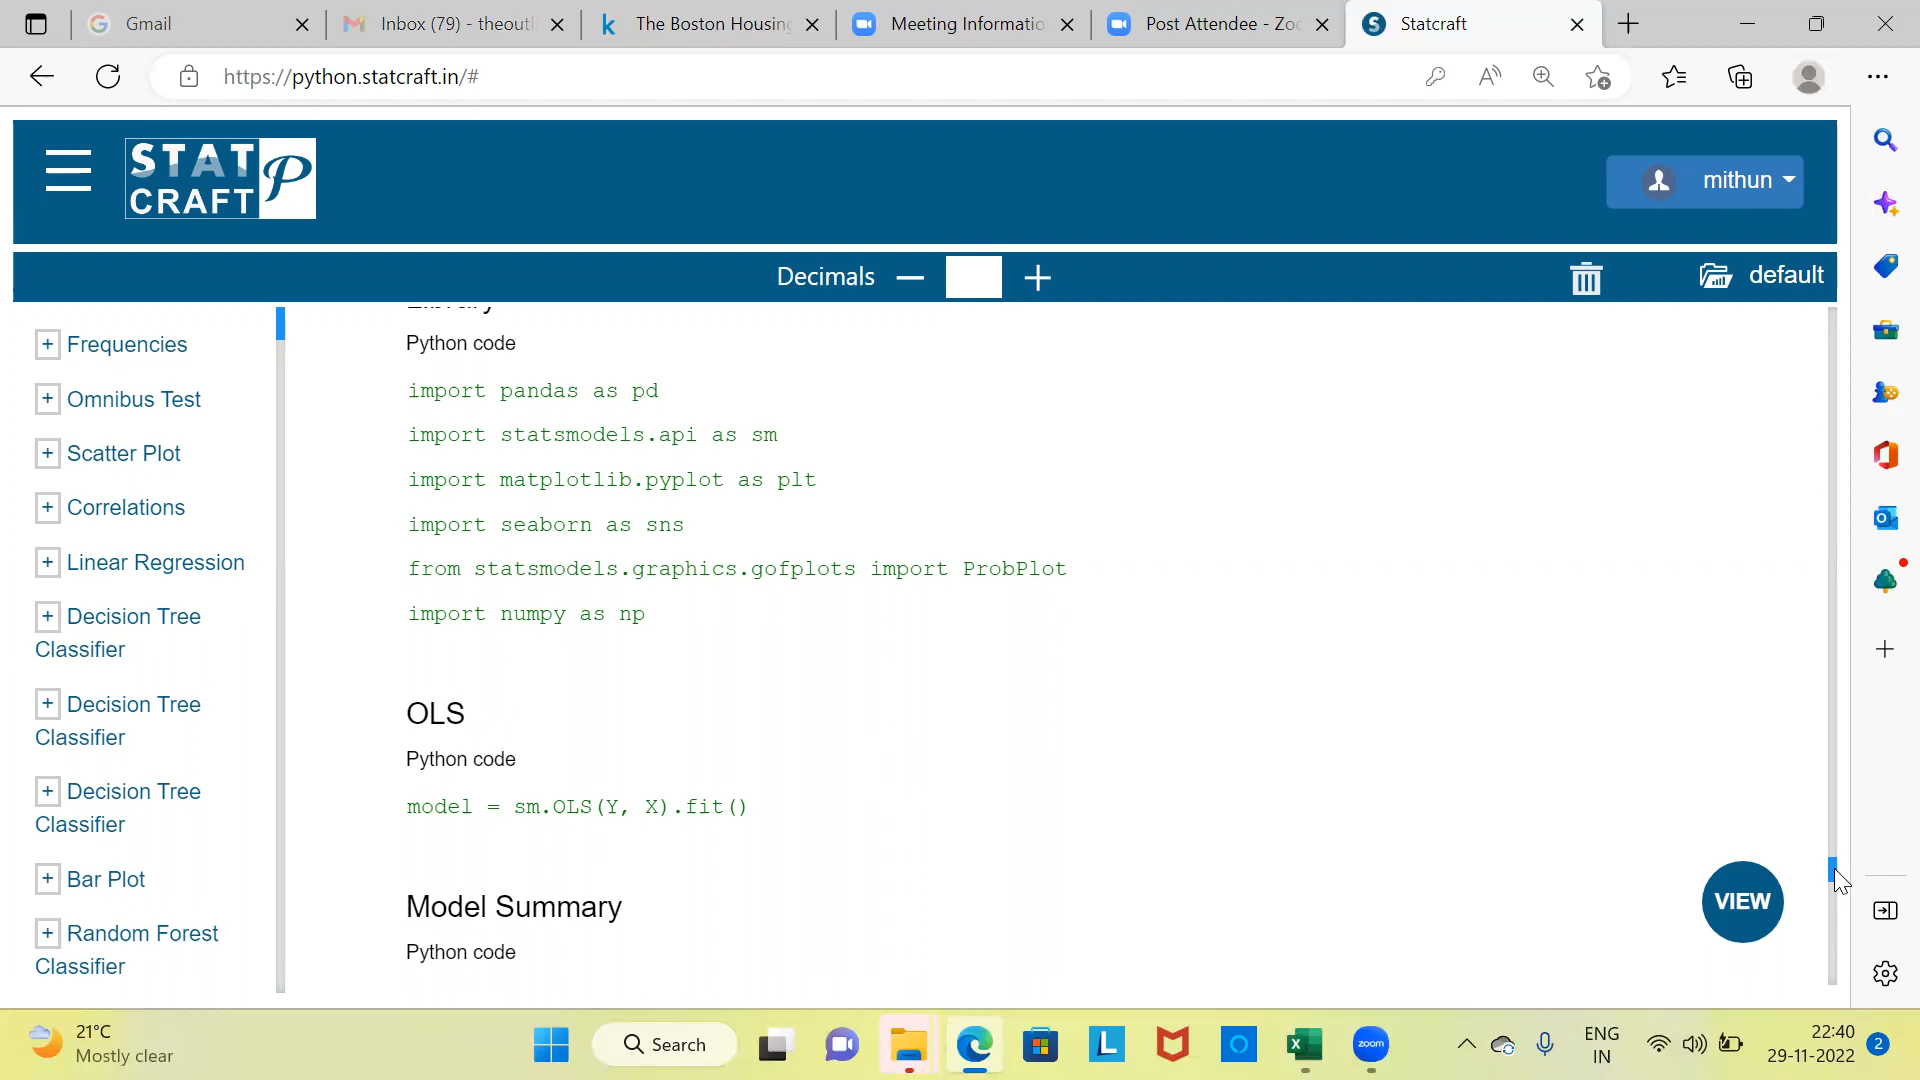 Gmail
Inbox (79) - theoutl
The Boston Housing
Meeting Informatio
Post Attendee - Zoo
Statcraft
https://python.statcraft.in/#
STAT
CRAFT
P
mithun
Decimals
default
Frequencies
Omnibus Test
Scatter Plot
Correlations
Linear Regression
Decision Tree
Classifier
Decision Tree
Classifier
Decision Tree
Classifier
Bar Plot
Random Forest
Classifier
Library
Python code
import pandas as pd
import statsmodels.api as sm
import matplotlib.pyplot as plt
import seaborn as sns
from statsmodels.graphics.gofplots import ProbPlot
import numpy as np
OLS
Python code
model = sm.OLS(Y, X).fit()
Model Summary
Python code
VIEW
21°C
Mostly clear
Search
zoom
ENG
IN
22:40
29-11-2022
2